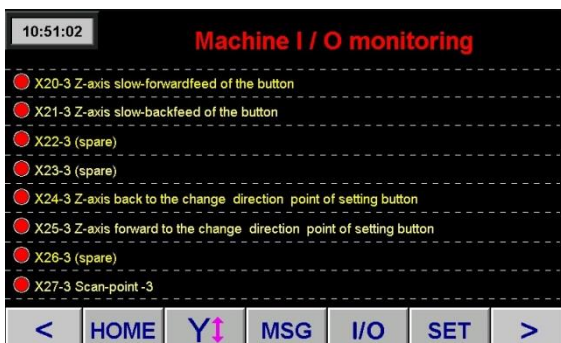 10:51:02
Machine I / O monitoring
X20-3 Z-axis slow-forwardfeed of the button
X21-3 Z-axis slow-backfeed of the button
X22-3 (spare)
X23-3 (spare)
X24-3 Z-axis back to the change direction point of setting button
X25-3 Z-axis forward to the change direction point of setting button
X26-3 (spare)
X27-3 Scan-point -3
< HOME Y MSG I/O SET >